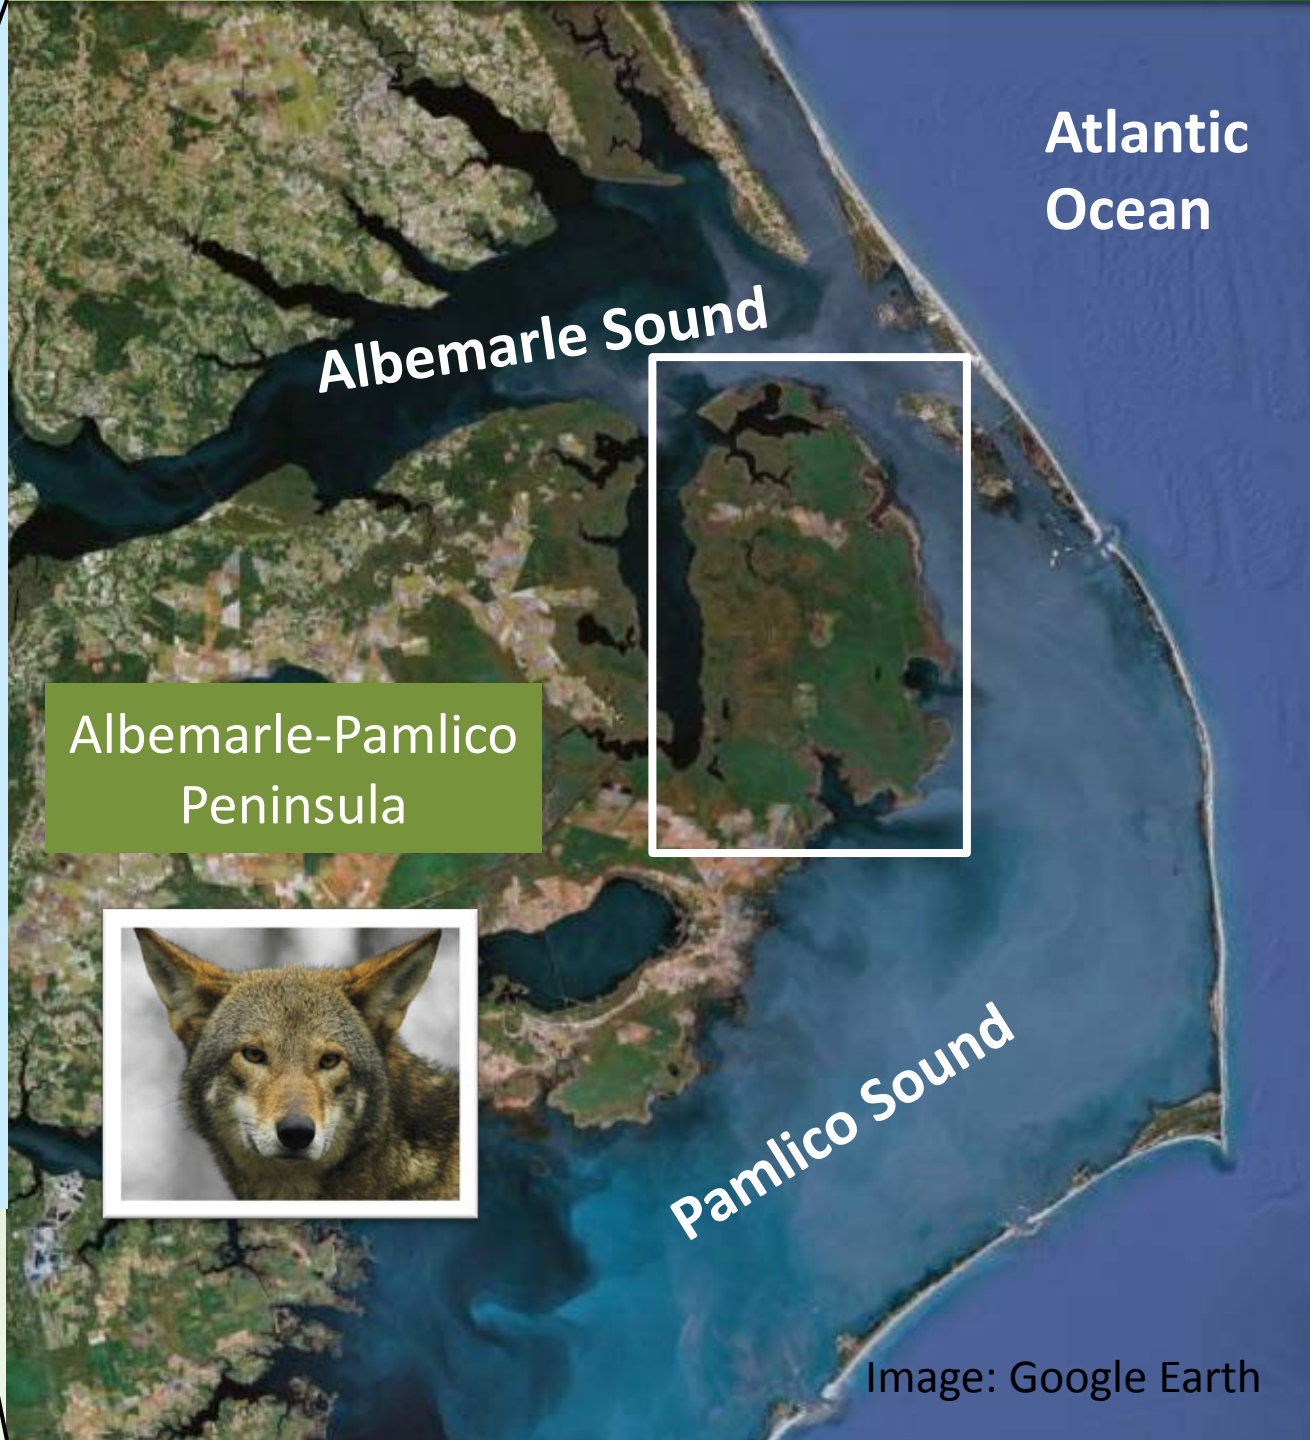 Atlantic
Ocean
Albemarle Sound
Albemarle-Pamlico
Peninsula
Pamlico Sound
Image: Google Earth